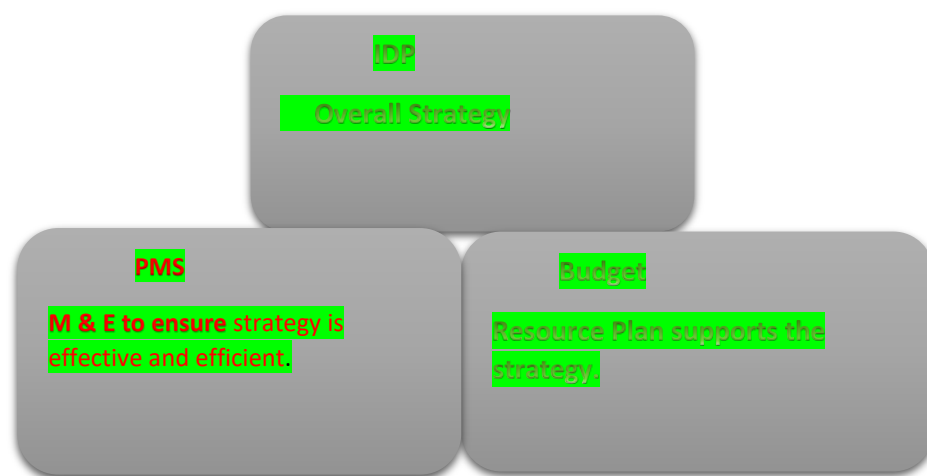 IDP
Overall Strategy
PMS
M & E to ensure strategy is
effective and efficient.
Budget
Resource Plan supports the
strategy.